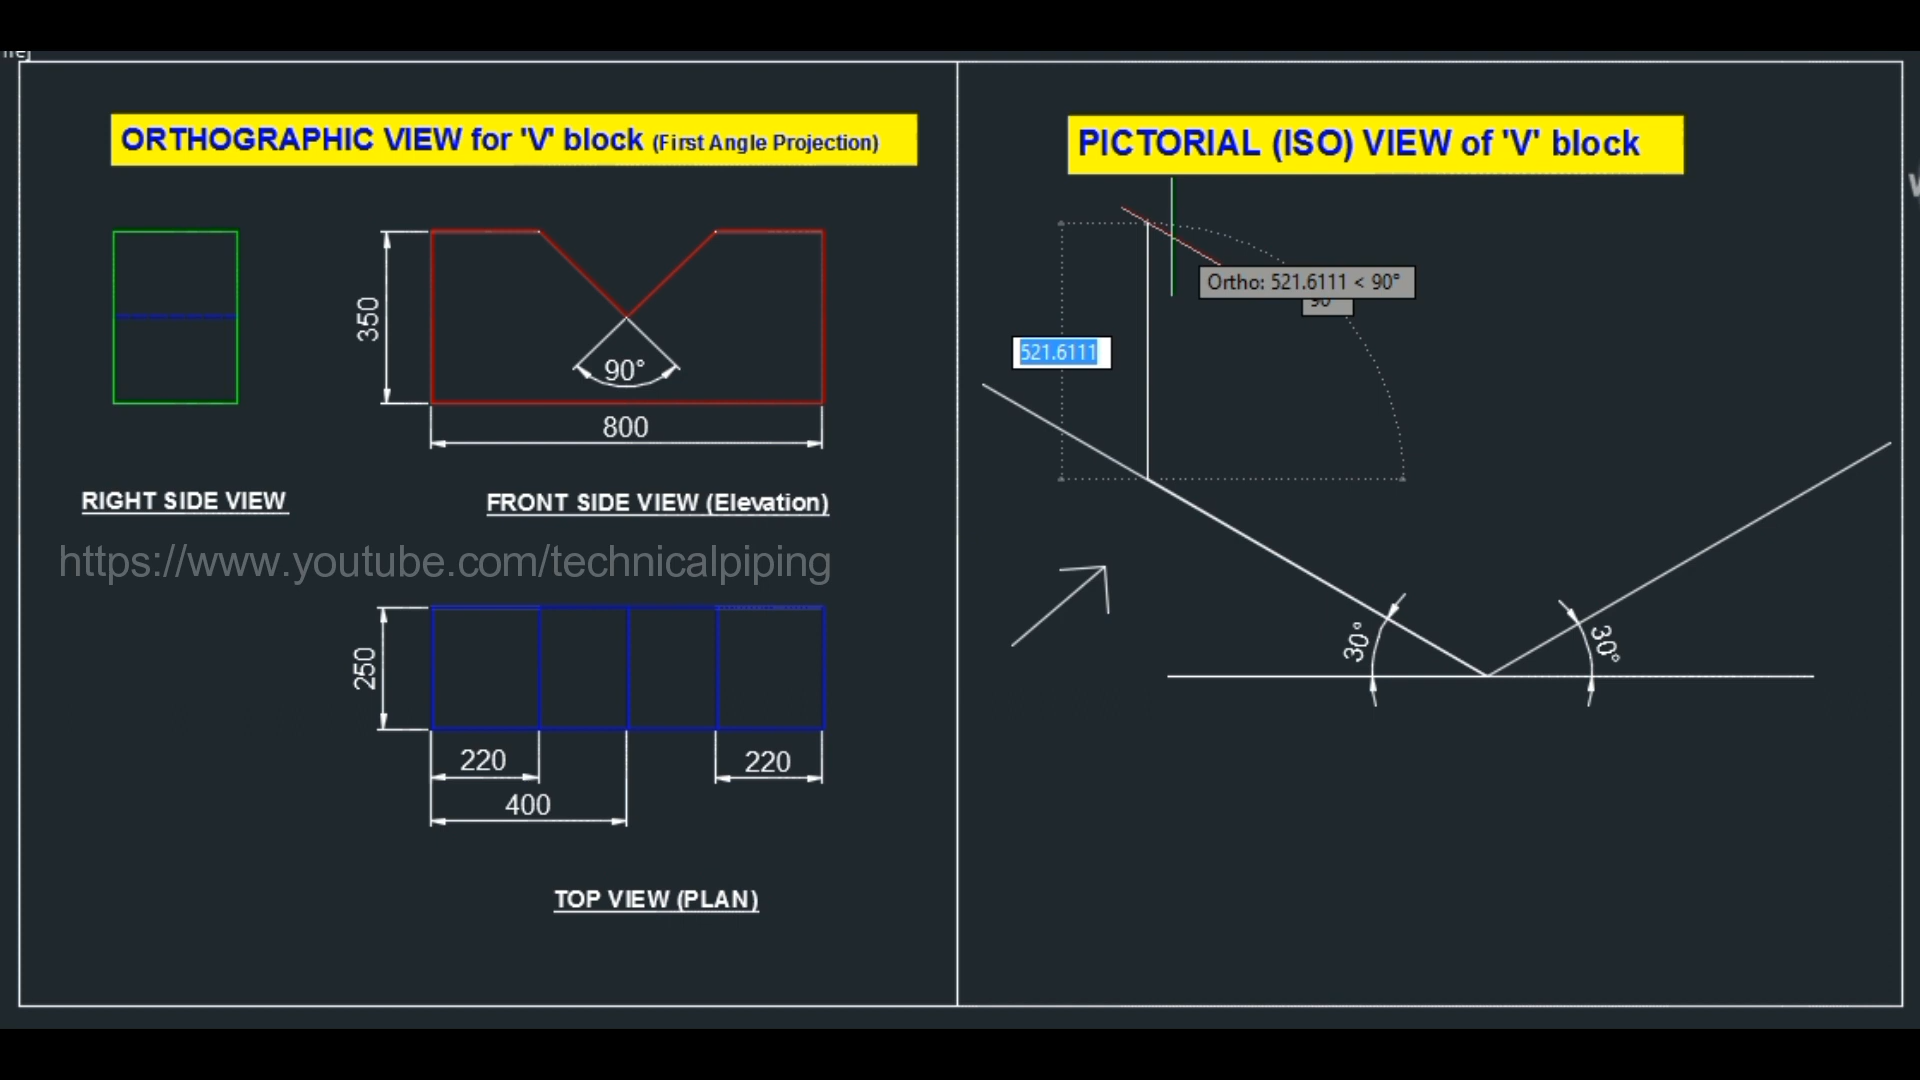 ORTHOGRAPHIC VIEW for 'V' block (First Angle Projection)
350
90°
800
RIGHT SIDE VIEW
FRONT SIDE VIEW (Elevation)
https://www.youtube.com/technicalpiping
250
220
220
400
TOP VIEW (PLAN)
PICTORIAL (ISO) VIEW of 'V' block
Ortho: 521.6111 < 90°
90°
521.6111
30°
30°